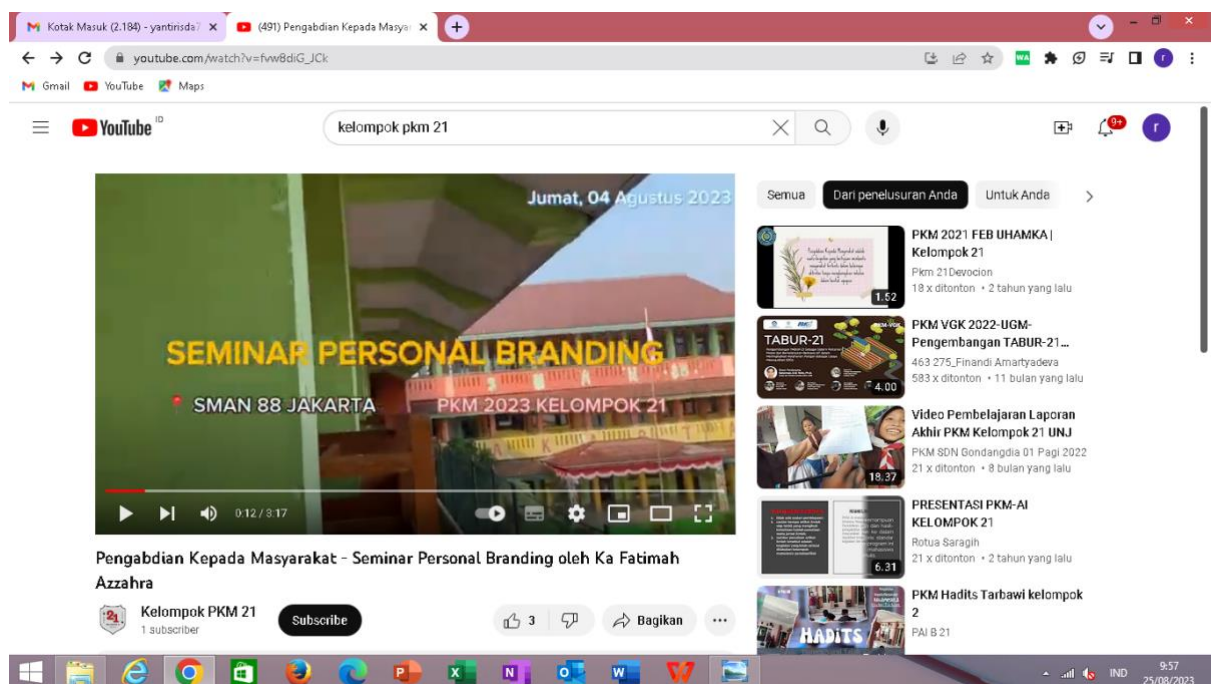 Kotak Masuk (2.184) - yantirisda7
(491) Pengabdian Kepada Masya
youtube.com/watch?v=fvw8diG_JCk
Gmail
YouTube
Maps
YouTube ID
kelompok pkm 21
9+
r
Jumat, 04 Agustus 2023
SEMINAR PERSONAL BRANDING
SMAN 88 JAKARTA
PKM 2023 KELOMPOK 21
0:12 / 3:17
Pengabdian Kepada Masyarakat - Seminar Personal Branding oleh Ka Fatimah
Azzahra
Kelompok PKM 21
1 subscriber
Subscribe
3
Bagikan
Semua
Dari penelusuran Anda
Untuk Anda
1.52
PKM 2021 FEB UHAMKA |
Kelompok 21
Pkm 21Devocion
18 x ditonton • 2 tahun yang lalu
TABUR-21
4.00
PKM VGK 2022-UGM-
Pengembangan TABUR-21...
463 275_Finandi Amartyadeva
583 x ditonton • 11 bulan yang lalu
18.37
Video Pembelajaran Laporan
Akhir PKM Kelompok 21 UNJ
PKM SDN Gondangdia 01 Pagi 2022
21 x ditonton • 8 bulan yang lalu
6.31
PRESENTASI PKM-AI
KELOMPOK 21
Rotua Saragih
21 x ditonton • 2 tahun yang lalu
HADITS
PKM Hadits Tarbawi kelompok
2
PAI B 21
IND
9:57
25/08/2023